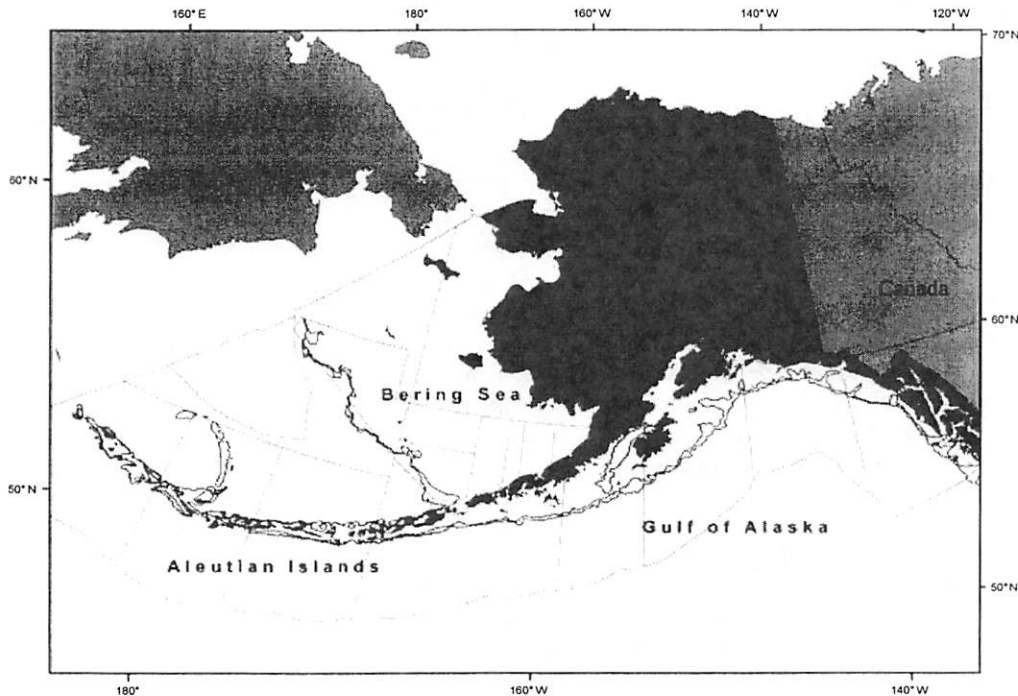 160°E 180° 160°W 140°W 120°W
70°N
60°N
Canada
60°N
Bering Sea
50°N
Gulf of Alaska
Aleutian Islands
50°N
180° 160°W 140°W